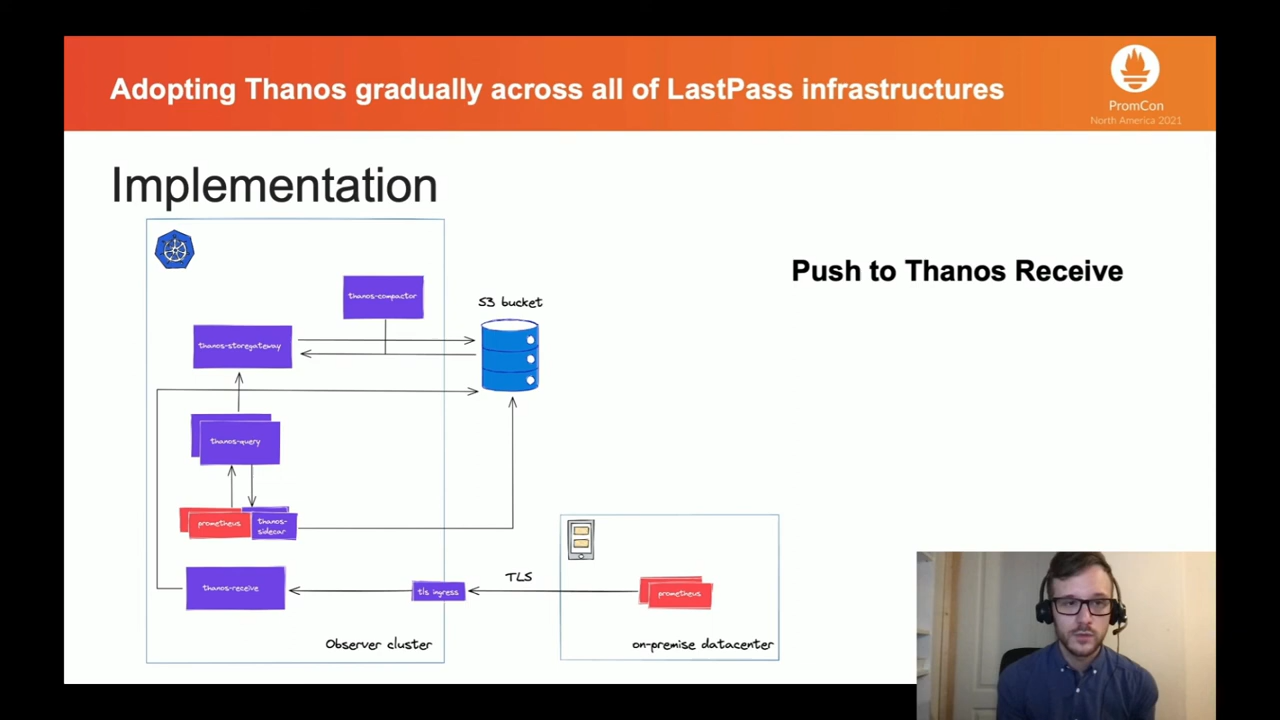 Adopting Thanos gradually across all of LastPass infrastructures
PromCon
North America 2021
Implementation
Push to Thanos Receive
thanos-compactor
S3 bucket
thanos-storegateway
thanos-query
prometheus
thanos-
sidecar
thanos-receive
tls ingress
TLS
prometheus
Observer cluster
on-premise datacenter